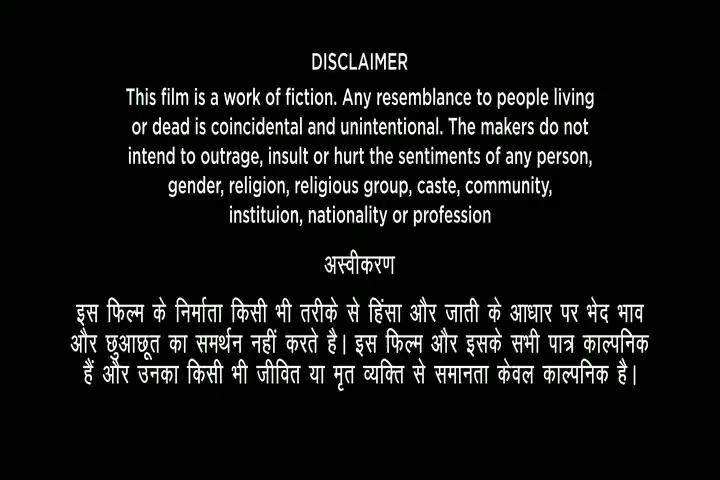 DISCLAIMER
This film is a work of fiction. Any resemblance to people living
or dead is coincidental and unintentional. The makers do not
intend to outrage, insult or hurt the sentiments of any person,
gender, religion, religious group, caste, community,
instituion, nationality or profession
अस्वीकरण
इस फिल्म के निर्माता किसी भी तरीके से हिंसा और जाती के आधार पर भेद भाव
और छुआछूत का समर्थन नहीं करते है। इस फिल्म और इसके सभी पात्र काल्पनिक
हैं और उनका किसी भी जीवित या मृत व्यक्ति से समानता केवल काल्पनिक है।